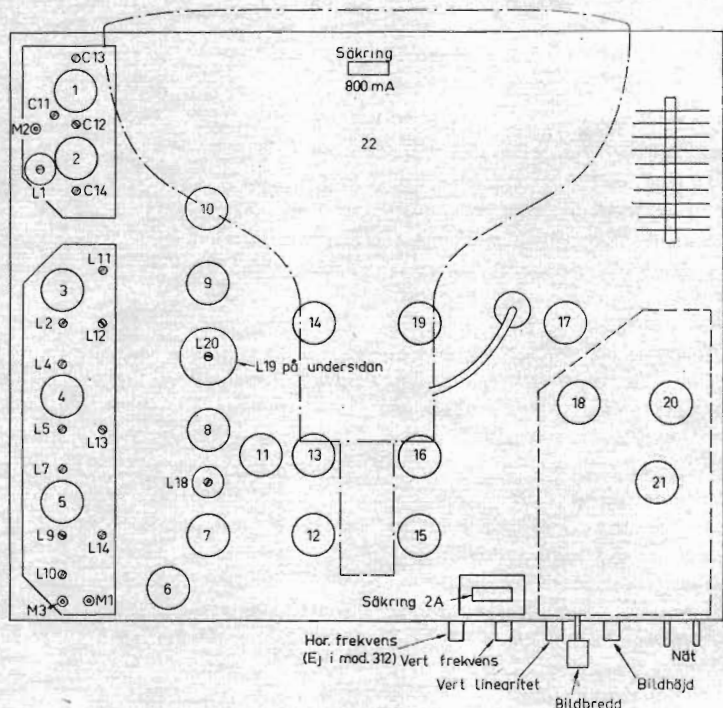 C13
Säkring
800 mA
1
C11
M2
C12
22
2
L1
C14
10
L11
3
9
L2
L12
14
19
17
L20
L19 på undersidan
L4
4
18
20
L5
L13
8
11
13
16
L7
L18
21
5
L9
L14
7
12
15
L10
6
Säkring 2A
M3
M1
Hor. frekvens
(Ej i mod. 312)
Vert frekvens
Vert linearitet
Bildbredd
Bildhöjd
Nät